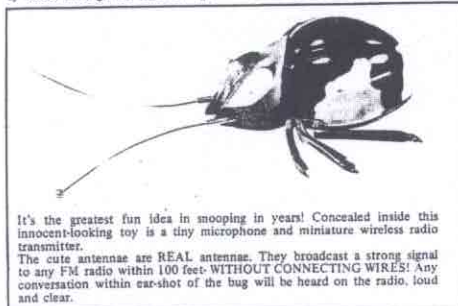 It's the greatest fun idea in snooping in years! Concealed inside this
innocent-looking toy is a tiny microphone and miniature wireless radio
transmitter.
The cute antennae are REAL antennae. They broadcast a strong signal
to any FM radio within 100 feet- WITHOUT CONNECTING WIRES! Any
conversation within ear-shot of the bug will be heard on the radio, loud
and clear.